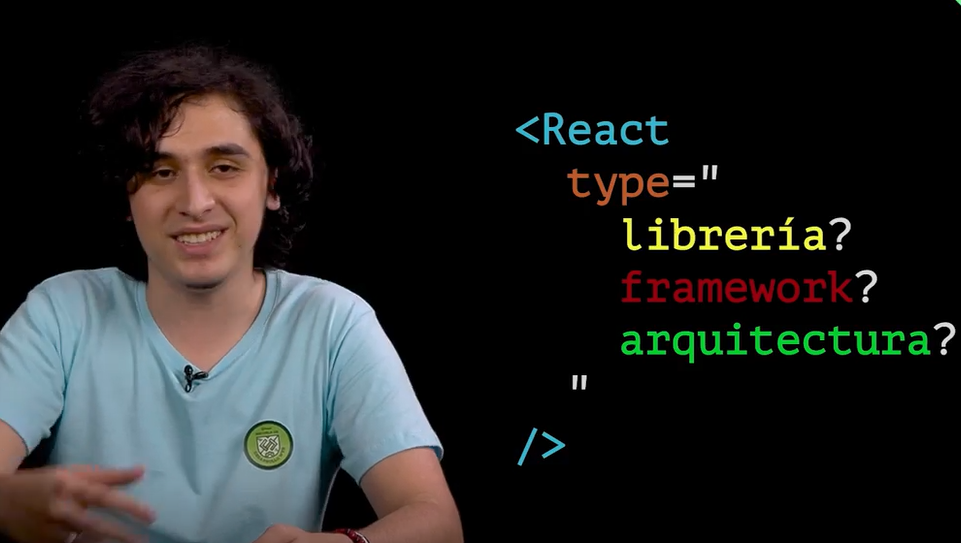 <React
type="
librería?
framework?
arquitectura?
"
/>